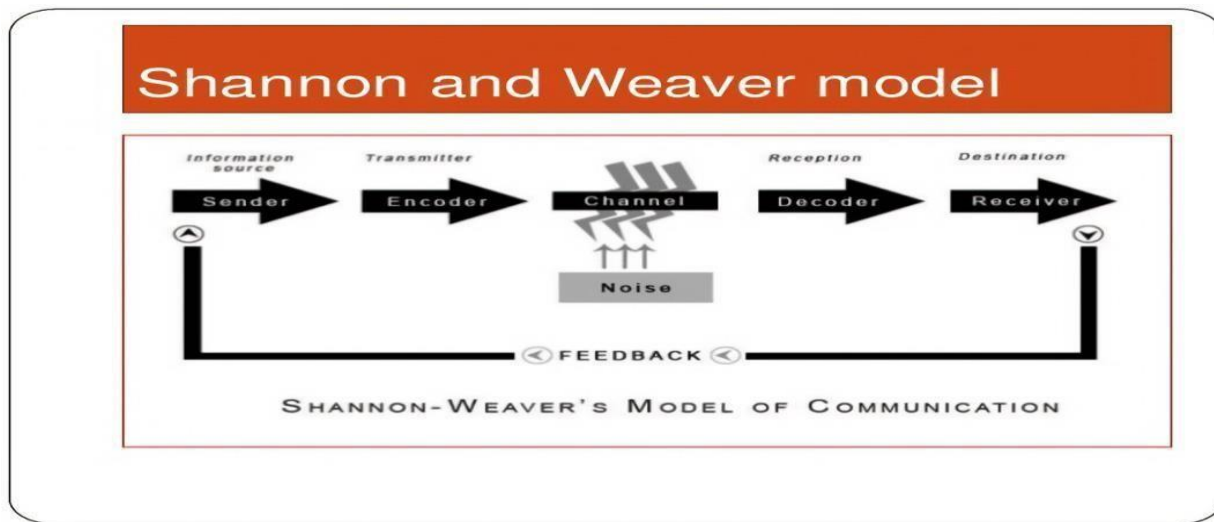 Shannon and Weaver model
Information source
Transmitter
Reception
Destination
Sender
Encoder
Channel
Decoder
Receiver
Noise
FEEDBACK
SHANNON-WEAVER'S MODEL OF COMMUNICATION